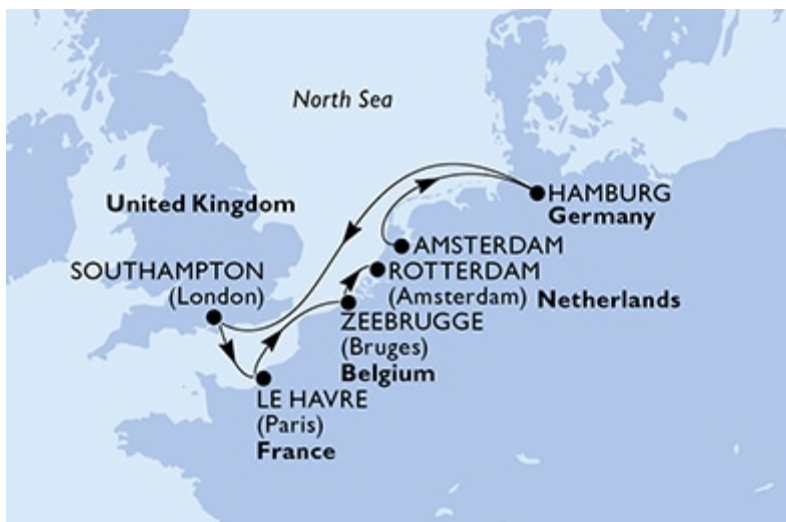 North Sea
United Kingdom
HAMBURG
Germany
AMSTERDAM
ROTTERDAM
(Amsterdam)
Netherlands
SOUTHAMPTON
(London)
ZEEBRUGGE
(Bruges)
Belgium
LE HAVRE
(Paris)
France